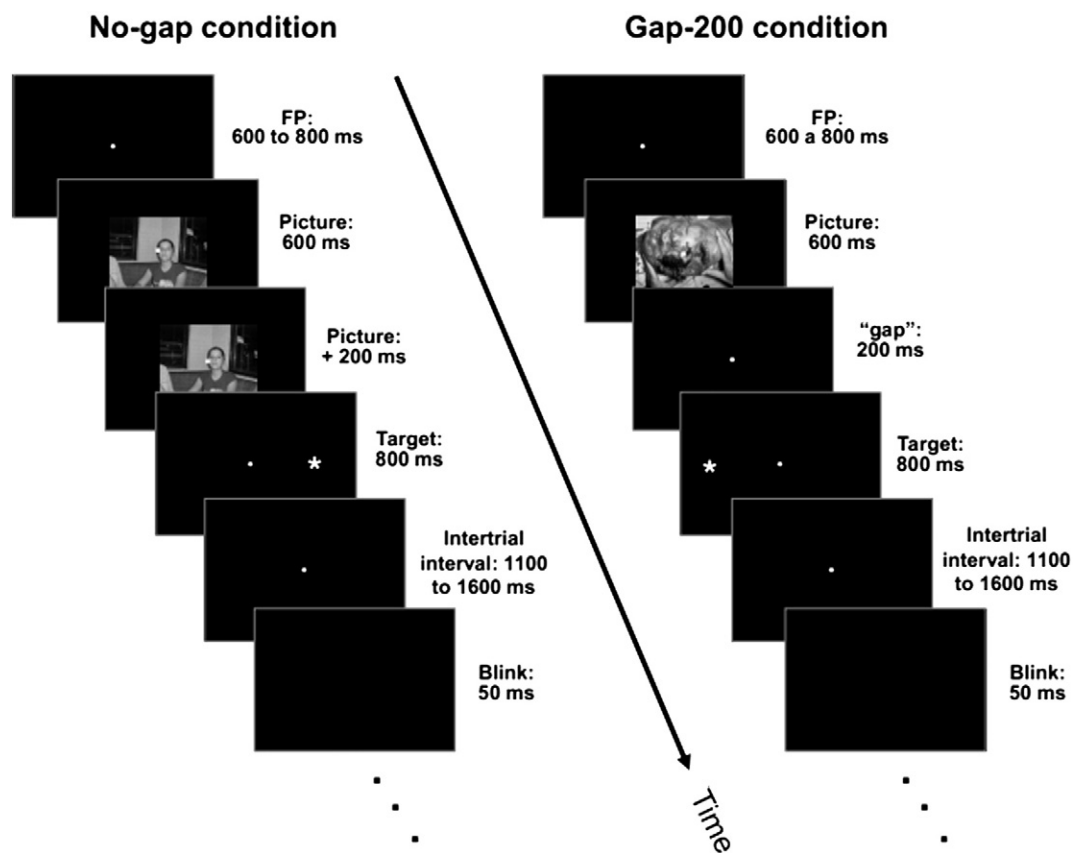 No-gap condition
FP:
600 to 800 ms
Picture:
600 ms
Picture:
+ 200 ms
Target:
800 ms
*
Intertrial
interval: 1100
to 1600 ms
Blink:
50 ms
Time
Gap-200 condition
FP:
600 a 800 ms
Picture:
600 ms
“gap”:
200 ms
Target:
800 ms
*
Intertrial
interval: 1100
to 1600 ms
Blink:
50 ms